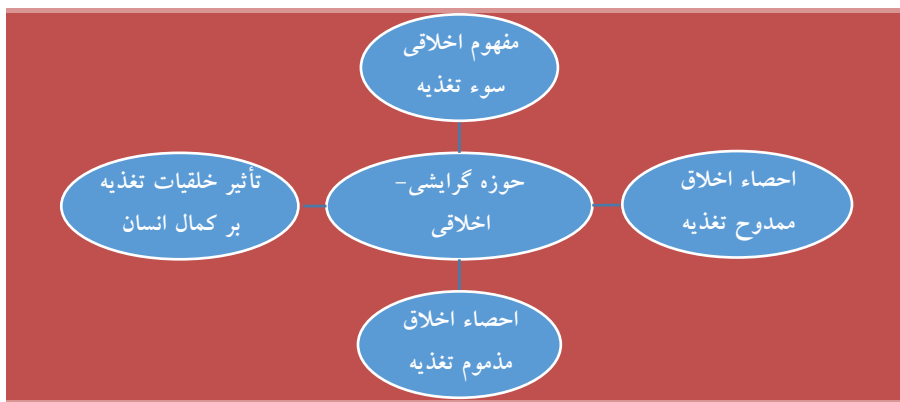 مفهوم اخلاقی
سوء تغذیه
احصاء اخلاق
ممدوح تغذیه
حوزه گرایشی-
اخلاقی
تأثیر خلقیات تغذیه
بر کمال انسان
احصاء اخلاق
مذموم تغذیه